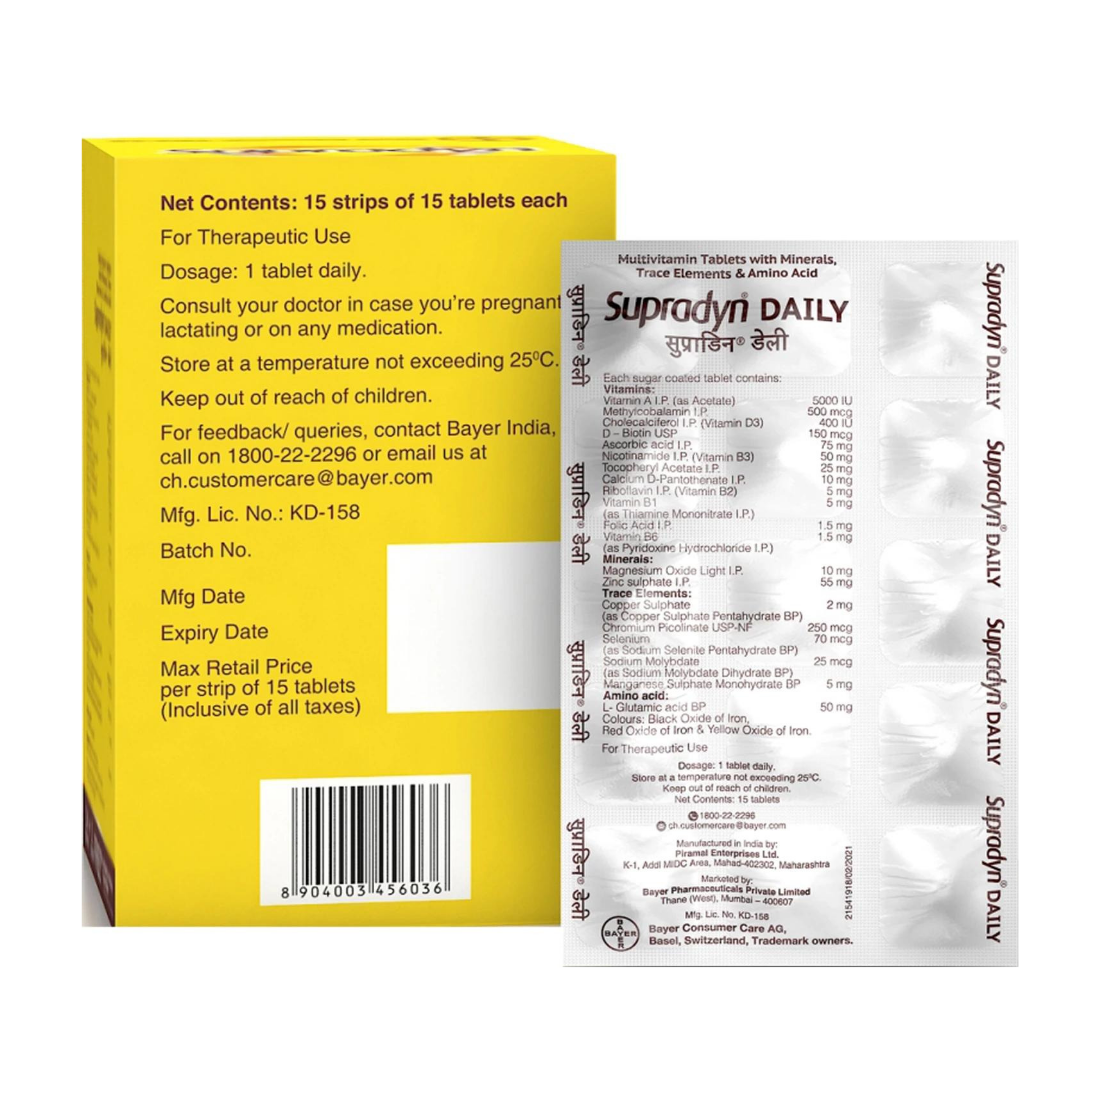 Net Contents: 15 strips of 15 tablets each
For Therapeutic Use
Dosage: 1 tablet daily.
Consult your doctor in case you're pregnant
lactating or on any medication.
Store at a temperature not exceeding 25⁰C.
Keep out of reach of children.
For feedback/ queries, contact Bayer India,
call on 1800-22-2296 or email us at
ch.customercare@bayer.com
Mfg. Lic. No.: KD-158
Batch No.
Mfg Date
Expiry Date
Max Retail Price
per strip of 15 tablets
(Inclusive of all taxes)
8 904003 456036
Multivitamin Tablets with Minerals,
Trace Elements & Amino Acid
Supradyn® DAILY
सुप्राडिन® डेली
Each sugar coated tablet contains:
Vitamins:
Vitamin A I.P. (as Acetate) 5000 IU
Methylcobalamin I.P. 500 mcg
Cholecalciferol I.P. (Vitamin D3) 400 IU
D – Biotin USP 150 mcg
Ascorbic acid I.P. 75 mg
Nicotinamide I.P. (Vitamin B3) 50 mg
Tocopheryl Acetate I.P. 25 mg
Calcium D-Pantothenate I.P. 10 mg
Riboflavin I.P. (Vitamin B2) 5 mg
Vitamin B1 5 mg
(as Thiamine Mononitrate I.P.)
Folic Acid I.P. 1.5 mg
Vitamin B6 1.5 mg
(as Pyridoxine Hydrochloride I.P.)
Minerals:
Magnesium Oxide Light I.P. 10 mg
Zinc sulphate I.P. 55 mg
Trace Elements:
Copper Sulphate 2 mg
(as Copper Sulphate Pentahydrate BP)
Chromium Picolinate USP-NF 250 mcg
Selenium 70 mcg
(as Sodium Selenite Pentahydrate BP)
Sodium Molybdate 25 mcg
(as Sodium Molybdate Dihydrate BP)
Manganese Sulphate Monohydrate BP 5 mg
Amino acid:
L- Glutamic acid BP 50 mg
Colours: Black Oxide of Iron,
Red Oxide of Iron & Yellow Oxide of Iron.
For Therapeutic Use
Dosage: 1 tablet daily.
Store at a temperature not exceeding 25⁰C.
Keep out of reach of children.
Net Contents: 15 tablets
1800-22-2296
ch.customercare@bayer.com
Manufactured in India by:
Piramal Enterprises Ltd.
K-1, Addl MIDC Area, Mahad-402302, Maharashtra
Marketed by:
Bayer Pharmaceuticals Private Limited
Thane (West), Mumbai – 400607
Mfg. Lic. No. KD-158
Bayer Consumer Care AG,
Basel, Switzerland, Trademark owners.
BAYER
BAYER
21541918/02/2021
सुप्राडिन® डेली
सुप्राडिन® डेली
सुप्राडिन® डेली
सुप्राडिन® डेली
Supradyn® DAILY
Supradyn® DAILY
Supradyn® DAILY
Supradyn® DAILY